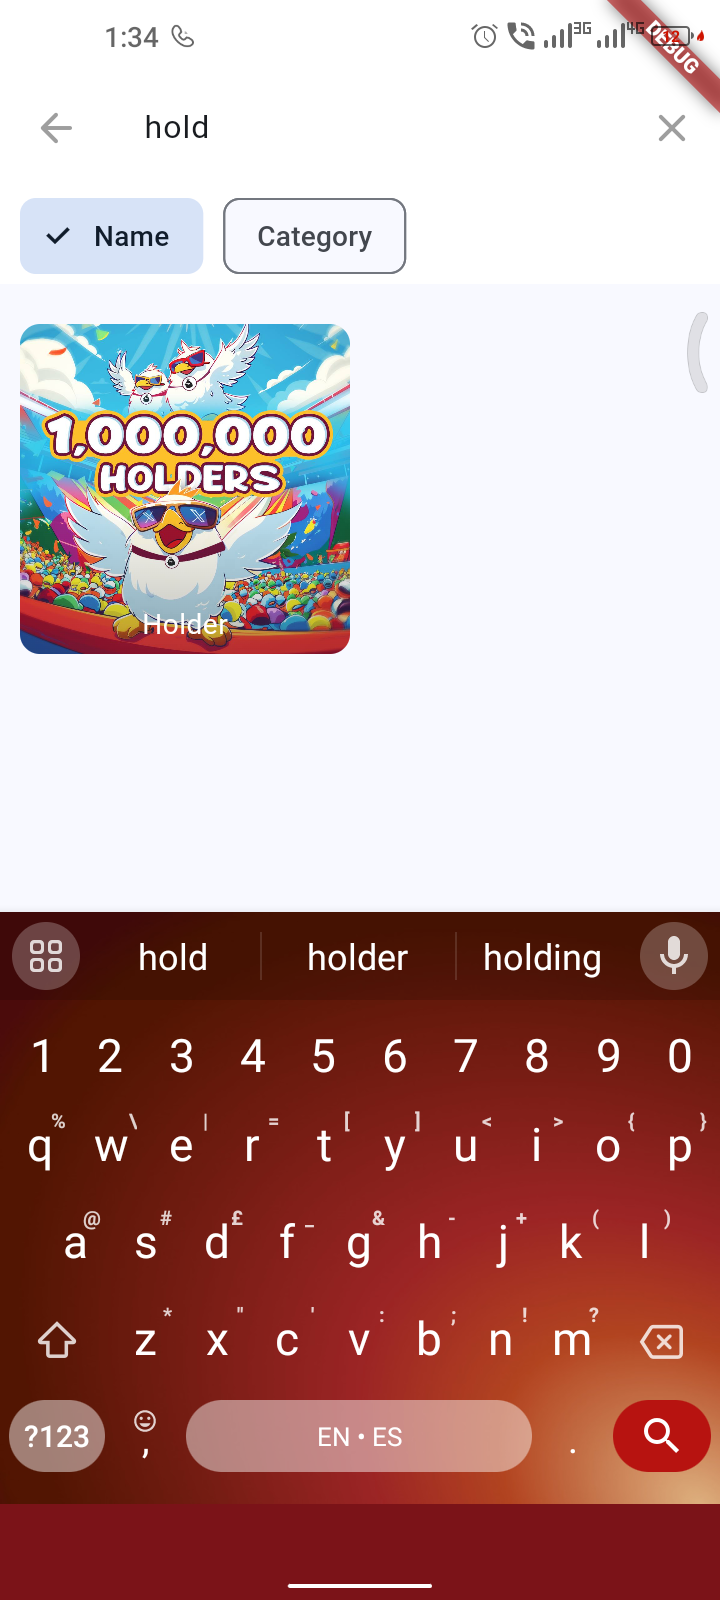 1:34 3G 4G 12 DEBUG
hold
Name Category
1,000,000
HOLDERS
X X
Holder
hold holder holding
1 2 3 4 5 6 7 8 9 0
% \ | = [ ] < > { }
q w e r t y u i o p
@ # £ _ & - + ( )
a s d f g h j k l
* " ' : ; ! ?
z x c v b n m
?123 , EN • ES .